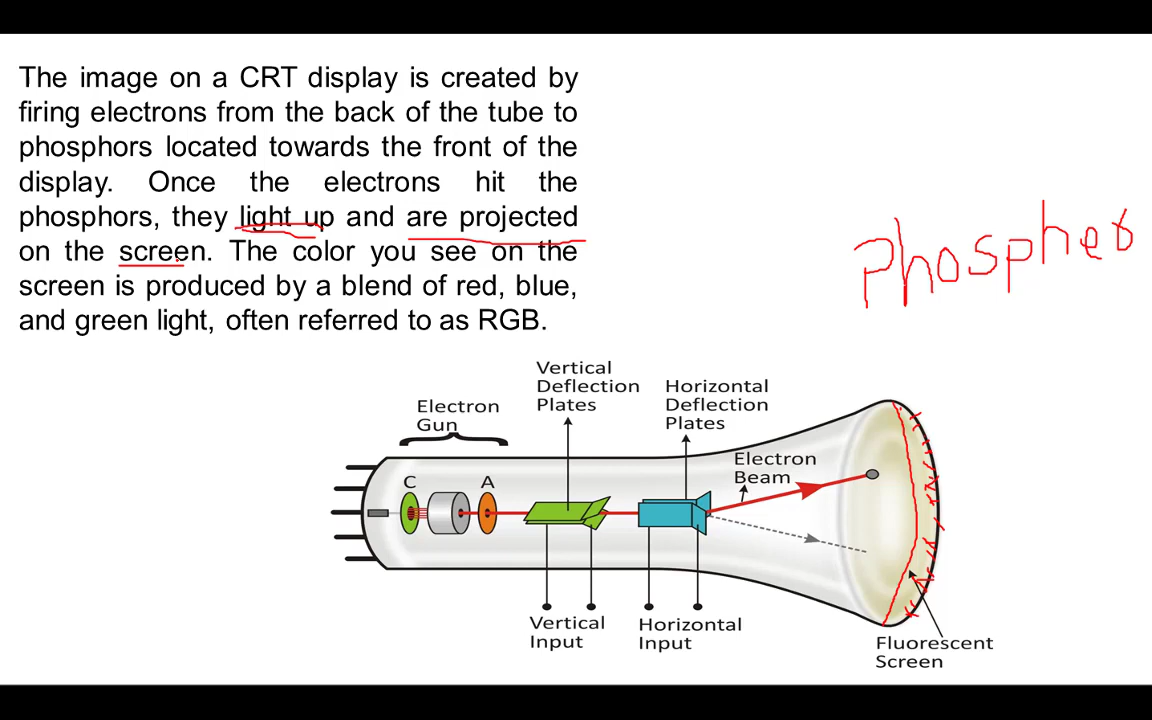 The image on a CRT display is created by
firing electrons from the back of the tube to
phosphors located towards the front of the
display. Once the electrons hit the
phosphors, they light up and are projected
on the screen. The color you see on the
screen is produced by a blend of red, blue,
and green light, often referred to as RGB.
Phospher
Vertical
Deflection
Plates
Horizontal
Deflection
Plates
Electron
Gun
Electron
Beam
C
A
Vertical
Input
Horizontal
Input
Fluorescent
Screen